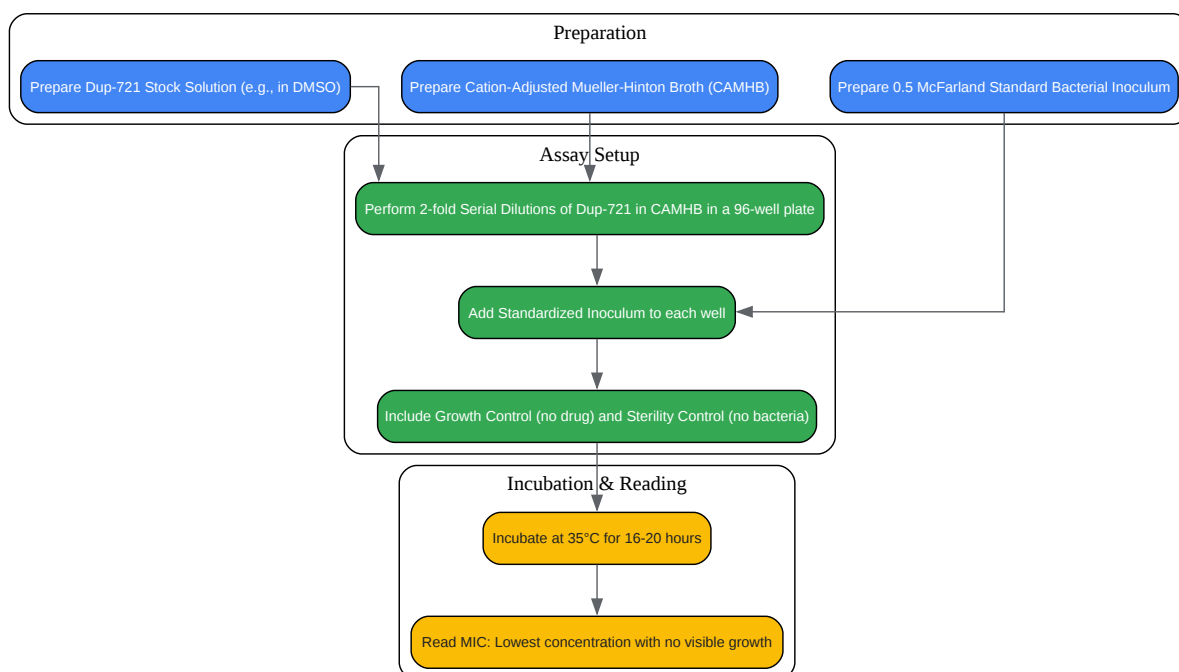 Preparation
Prepare Dup-721 Stock Solution (e.g., in DMSO)
Prepare Cation-Adjusted Mueller-Hinton Broth (CAMHB)
Prepare 0.5 McFarland Standard Bacterial Inoculum
Assay Setup
Perform 2-fold Serial Dilutions of Dup-721 in CAMHB in a 96-well plate
Add Standardized Inoculum to each well
Include Growth Control (no drug) and Sterility Control (no bacteria)
Incubation & Reading
Incubate at 35°C for 16-20 hours
Read MIC: Lowest concentration with no visible growth